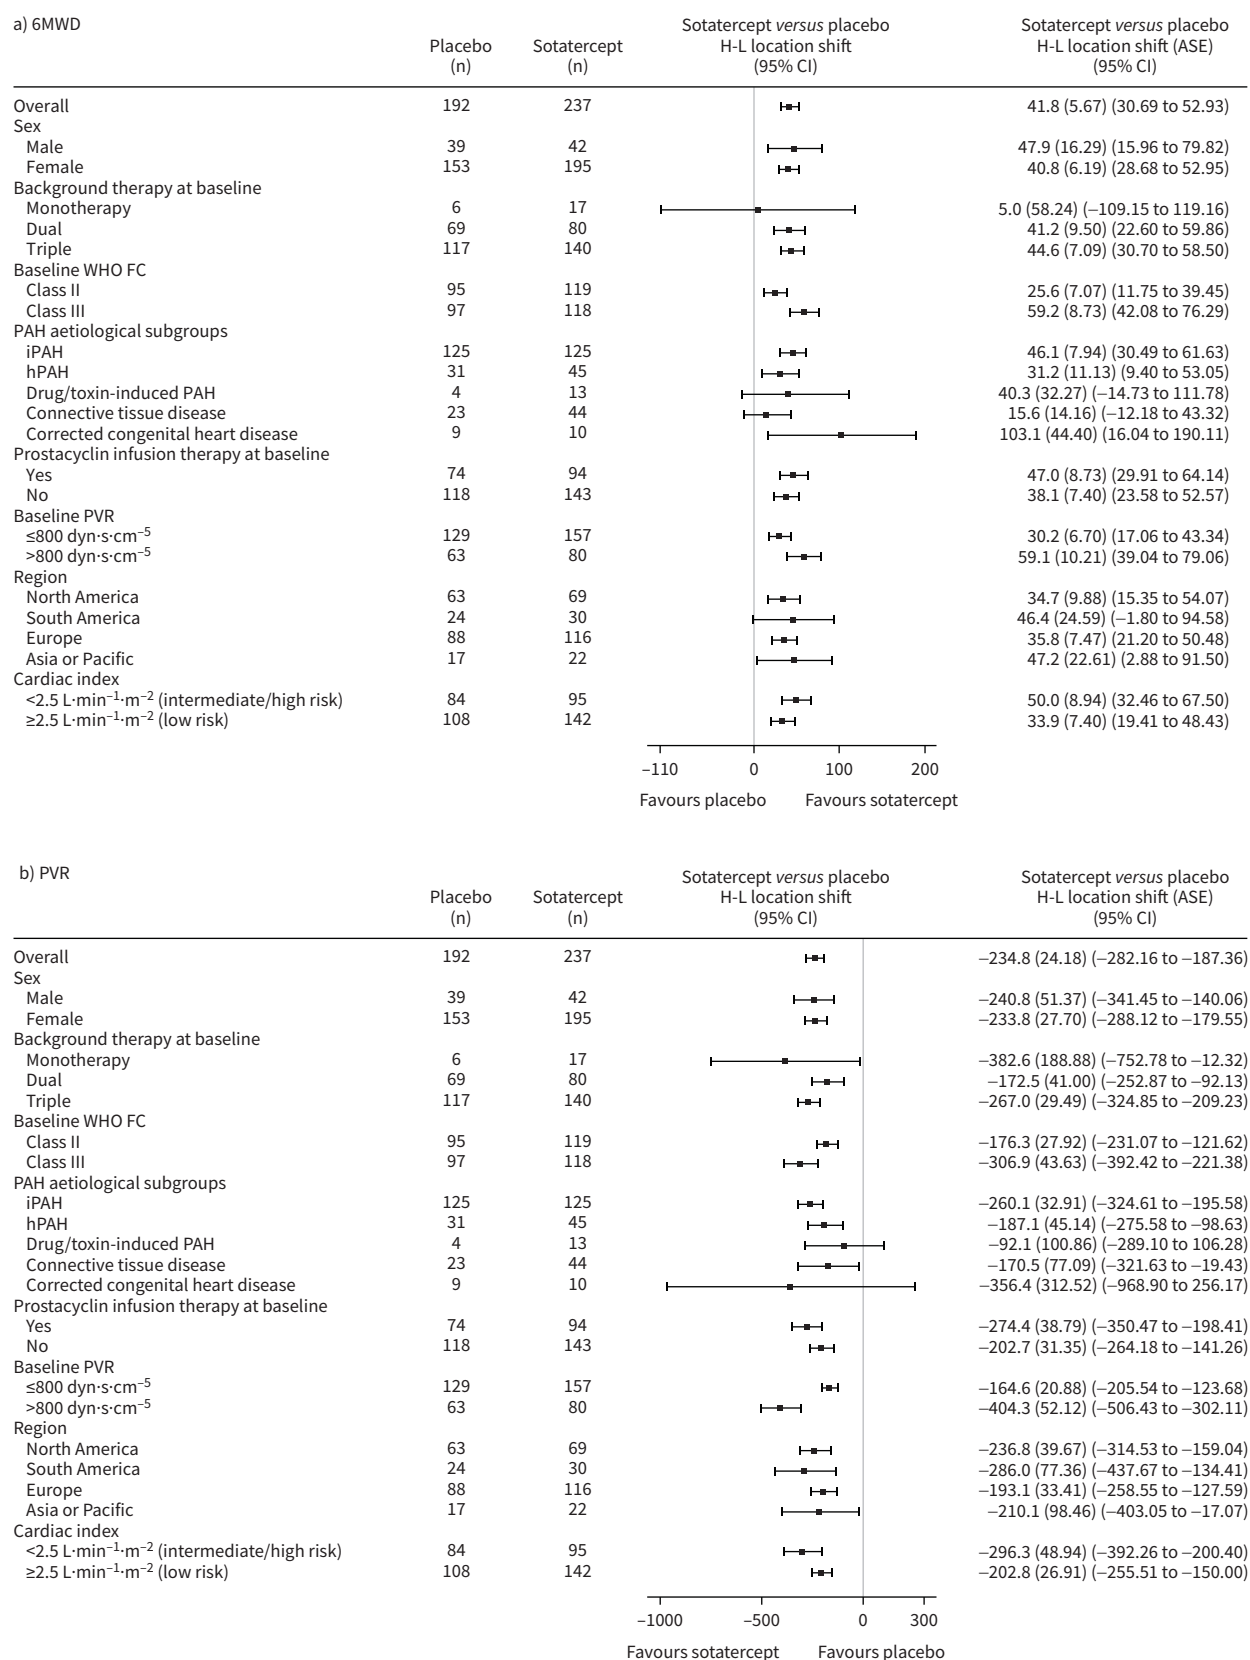 a) 6MWD
Placebo (n)
Sotatercept (n)
Sotatercept versus placebo
H-L location shift
(95% CI)
Sotatercept versus placebo
H-L location shift (ASE)
(95% CI)
Overall 192 237 41.8 (5.67) (30.69 to 52.93)
Sex
Male 39 42 47.9 (16.29) (15.96 to 79.82)
Female 153 195 40.8 (6.19) (28.68 to 52.95)
Background therapy at baseline
Monotherapy 6 17 5.0 (58.24) (−109.15 to 119.16)
Dual 69 80 41.2 (9.50) (22.60 to 59.86)
Triple 117 140 44.6 (7.09) (30.70 to 58.50)
Baseline WHO FC
Class II 95 119 25.6 (7.07) (11.75 to 39.45)
Class III 97 118 59.2 (8.73) (42.08 to 76.29)
PAH aetiological subgroups
iPAH 125 125 46.1 (7.94) (30.49 to 61.63)
hPAH 31 45 31.2 (11.13) (9.40 to 53.05)
Drug/toxin-induced PAH 4 13 40.3 (32.27) (−14.73 to 111.78)
Connective tissue disease 23 44 15.6 (14.16) (−12.18 to 43.32)
Corrected congenital heart disease 9 10 103.1 (44.40) (16.04 to 190.11)
Prostacyclin infusion therapy at baseline
Yes 74 94 47.0 (8.73) (29.91 to 64.14)
No 118 143 38.1 (7.40) (23.58 to 52.57)
Baseline PVR
≤800 dyn·s·cm⁻⁵ 129 157 30.2 (6.70) (17.06 to 43.34)
>800 dyn·s·cm⁻⁵ 63 80 59.1 (10.21) (39.04 to 79.06)
Region
North America 63 69 34.7 (9.88) (15.35 to 54.07)
South America 24 30 46.4 (24.59) (−1.80 to 94.58)
Europe 88 116 35.8 (7.47) (21.20 to 50.48)
Asia or Pacific 17 22 47.2 (22.61) (2.88 to 91.50)
Cardiac index
<2.5 L·min⁻¹·m⁻² (intermediate/high risk) 84 95 50.0 (8.94) (32.46 to 67.50)
≥2.5 L·min⁻¹·m⁻² (low risk) 108 142 33.9 (7.40) (19.41 to 48.43)
−110 0 100 200
Favours placebo Favours sotatercept
b) PVR
Placebo (n)
Sotatercept (n)
Sotatercept versus placebo
H-L location shift
(95% CI)
Sotatercept versus placebo
H-L location shift (ASE)
(95% CI)
Overall 192 237 −234.8 (24.18) (−282.16 to −187.36)
Sex
Male 39 42 −240.8 (51.37) (−341.45 to −140.06)
Female 153 195 −233.8 (27.70) (−288.12 to −179.55)
Background therapy at baseline
Monotherapy 6 17 −382.6 (188.88) (−752.78 to −12.32)
Dual 69 80 −172.5 (41.00) (−252.87 to −92.13)
Triple 117 140 −267.0 (29.49) (−324.85 to −209.23)
Baseline WHO FC
Class II 95 119 −176.3 (27.92) (−231.07 to −121.62)
Class III 97 118 −306.9 (43.63) (−392.42 to −221.38)
PAH aetiological subgroups
iPAH 125 125 −260.1 (32.91) (−324.61 to −195.58)
hPAH 31 45 −187.1 (45.14) (−275.58 to −98.63)
Drug/toxin-induced PAH 4 13 −92.1 (100.86) (−289.10 to 106.28)
Connective tissue disease 23 44 −170.5 (77.09) (−321.63 to −19.43)
Corrected congenital heart disease 9 10 −356.4 (312.52) (−968.90 to 256.17)
Prostacyclin infusion therapy at baseline
Yes 74 94 −274.4 (38.79) (−350.47 to −198.41)
No 118 143 −202.7 (31.35) (−264.18 to −141.26)
Baseline PVR
≤800 dyn·s·cm⁻⁵ 129 157 −164.6 (20.88) (−205.54 to −123.68)
>800 dyn·s·cm⁻⁵ 63 80 −404.3 (52.12) (−506.43 to −302.11)
Region
North America 63 69 −236.8 (39.67) (−314.53 to −159.04)
South America 24 30 −286.0 (77.36) (−437.67 to −134.41)
Europe 88 116 −193.1 (33.41) (−258.55 to −127.59)
Asia or Pacific 17 22 −210.1 (98.46) (−403.05 to −17.07)
Cardiac index
<2.5 L·min⁻¹·m⁻² (intermediate/high risk) 84 95 −296.3 (48.94) (−392.26 to −200.40)
≥2.5 L·min⁻¹·m⁻² (low risk) 108 142 −202.8 (26.91) (−255.51 to −150.00)
−1000 −500 0 300
Favours sotatercept Favours placebo